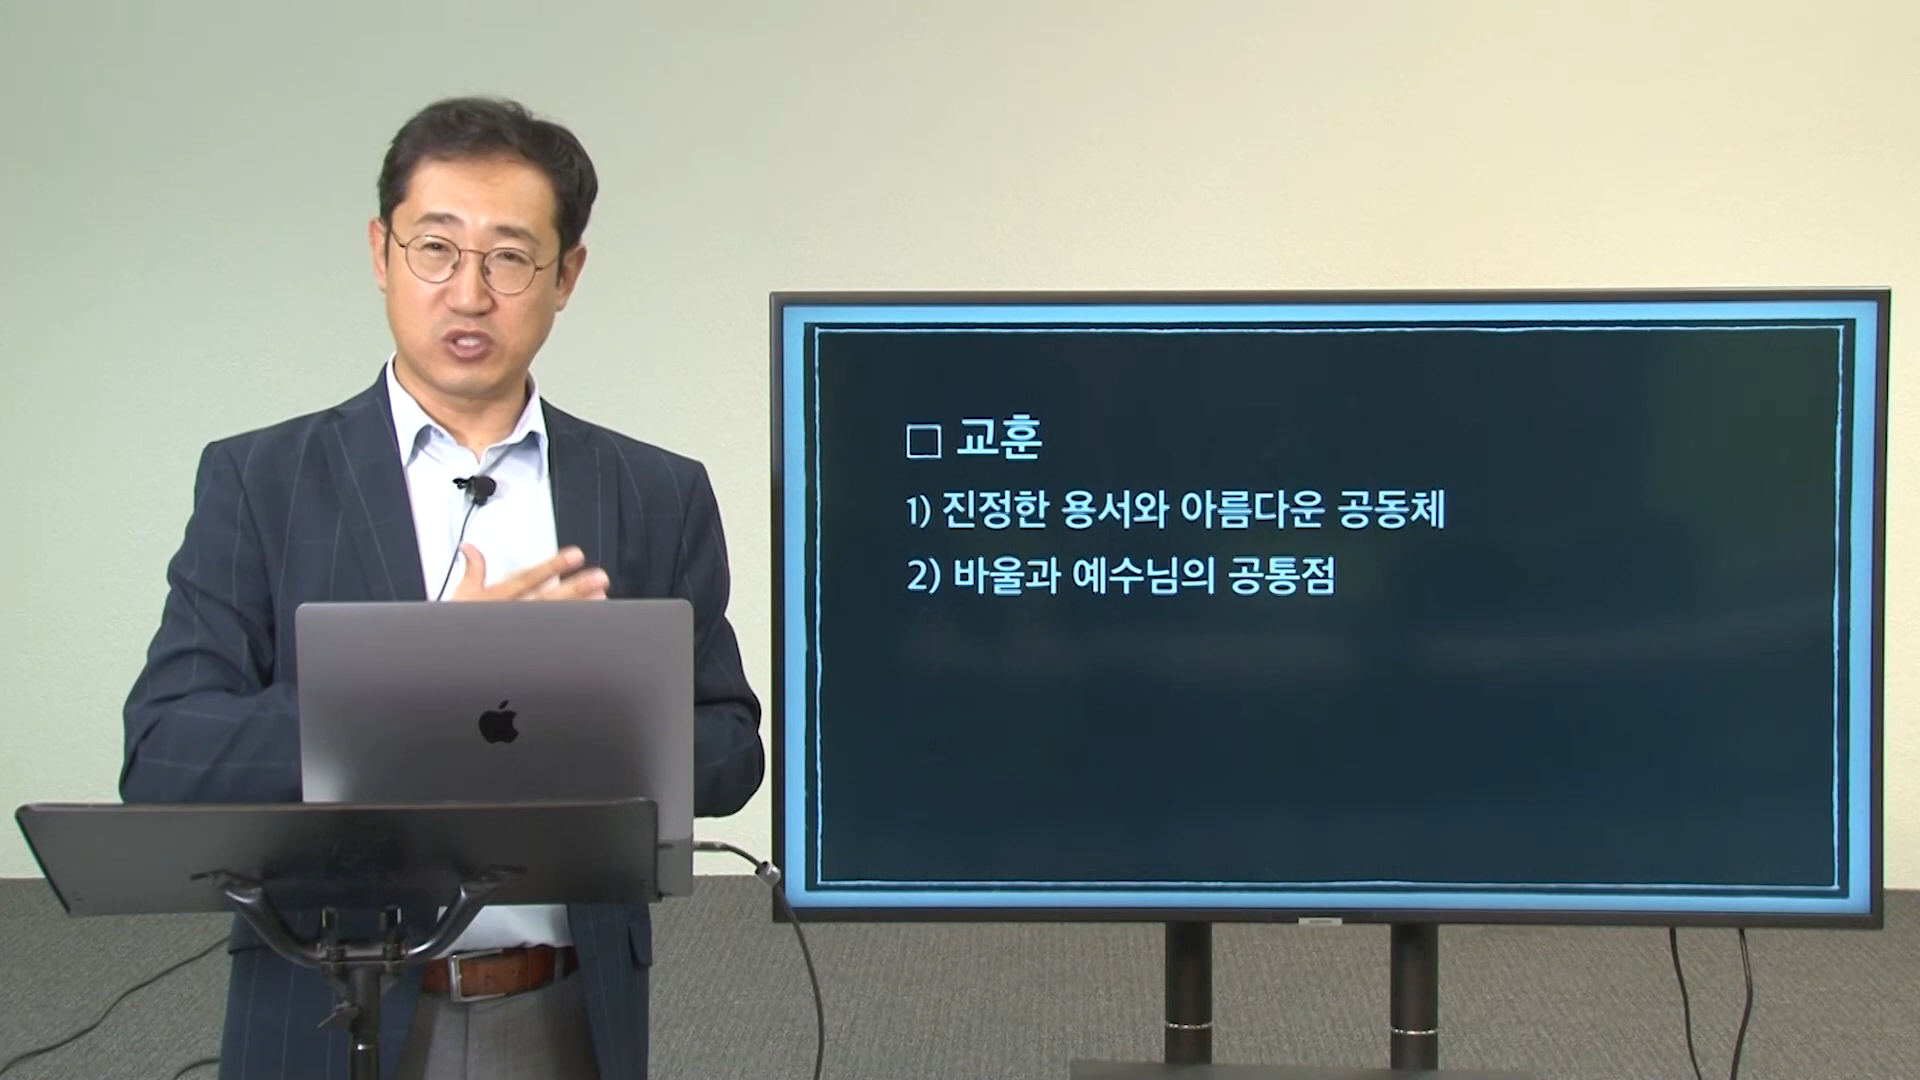 □ 교훈
1) 진정한 용서와 아름다운 공동체
2) 바울과 예수님의 공통점